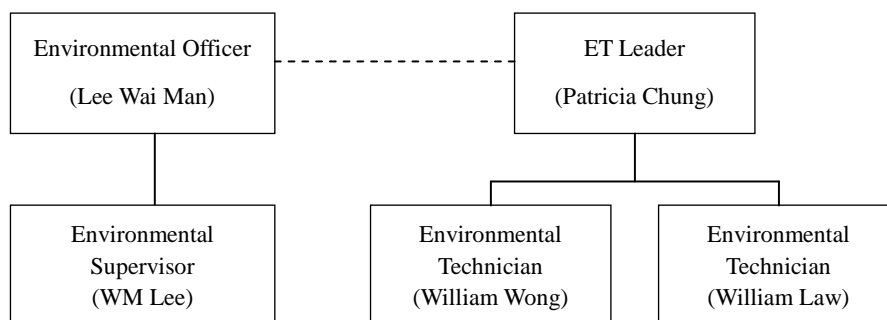 Environmental Officer
(Lee Wai Man)
ET Leader
(Patricia Chung)
Environmental
Supervisor
(WM Lee)
Environmental
Technician
(William Wong)
Environmental
Technician
(William Law)